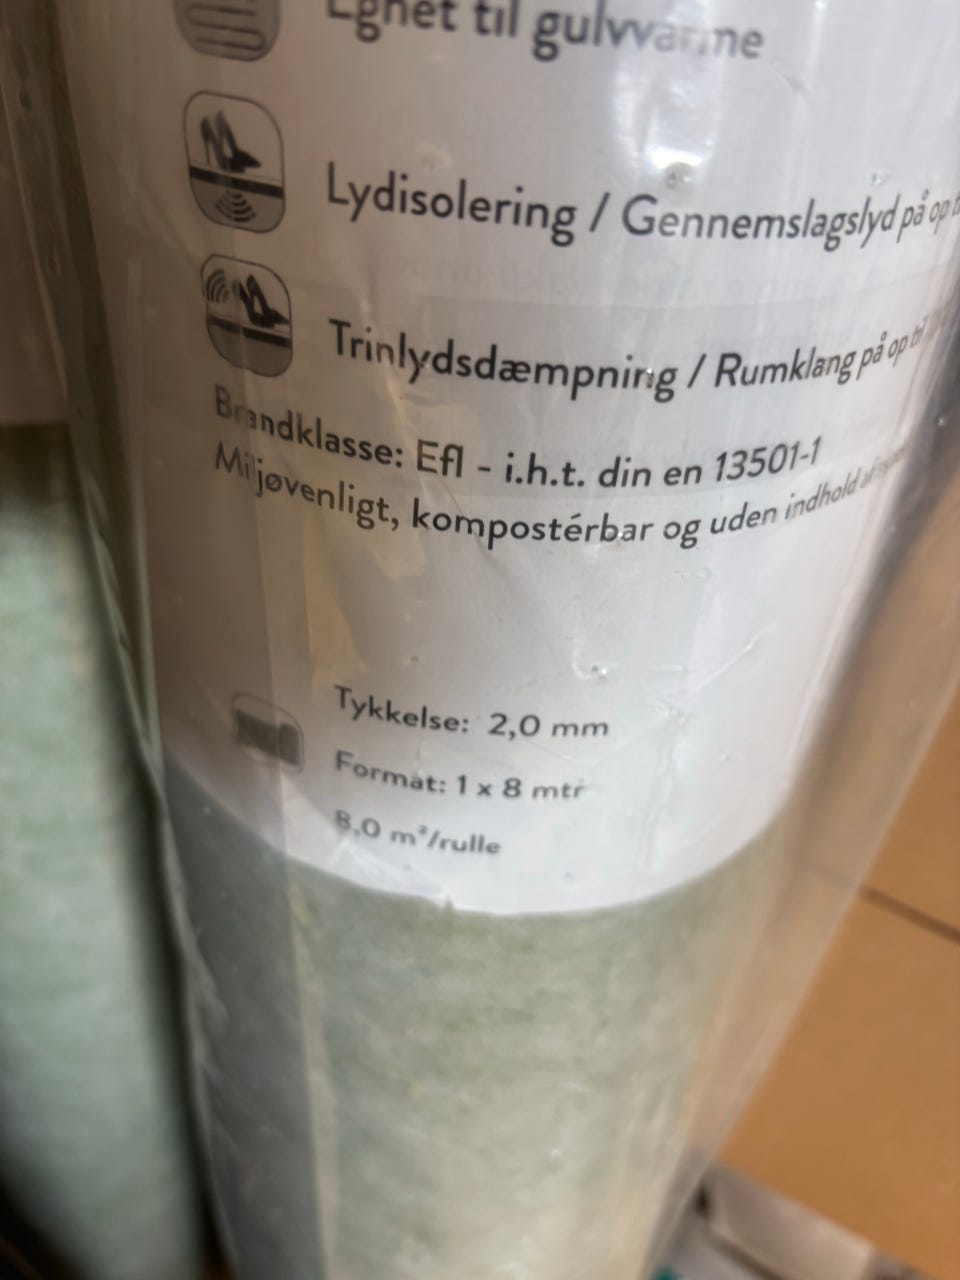 Egnet til gulvvarme
Lydisolering / Gennemslagslyd på op
Trinlydsdæmpning / Rumklang på op til
Brandklasse: Efl - i.h.t. din en 13501-1
Miljøvenligt, kompostérbar og uden indhold af
Tykkelse: 2,0 mm
Format: 1 x 8 mtr
8,0 m²/rulle